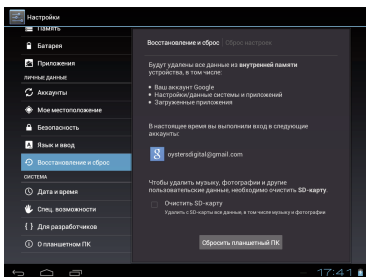 Настройки
Память
Батарея
Приложения
ЛИЧНЫЕ ДАННЫЕ
Аккаунты
Мое местоположение
Безопасность
Язык и ввод
Восстановление и сброс
СИСТЕМА
Дата и время
Спец. возможности
Для разработчиков
О планшетном ПК
Восстановление и сброс | Сброс настроек
Будут удалены все данные из внутренней памяти
устройства, в том числе:
• Ваш аккаунт Google
• Настройки/данные системы и приложений
• Загруженные приложения
В настоящее время вы выполнили вход в следующие
аккаунты:
8 oystersdigital@gmail.com
Чтобы удалить музыку, фотографии и другие
пользовательские данные, необходимо очистить SD-карту.
Очистить SD-карту
Удалить с SD-карты все данные, в том числе музыку и фотографии
Сбросить планшетный ПК
17:41